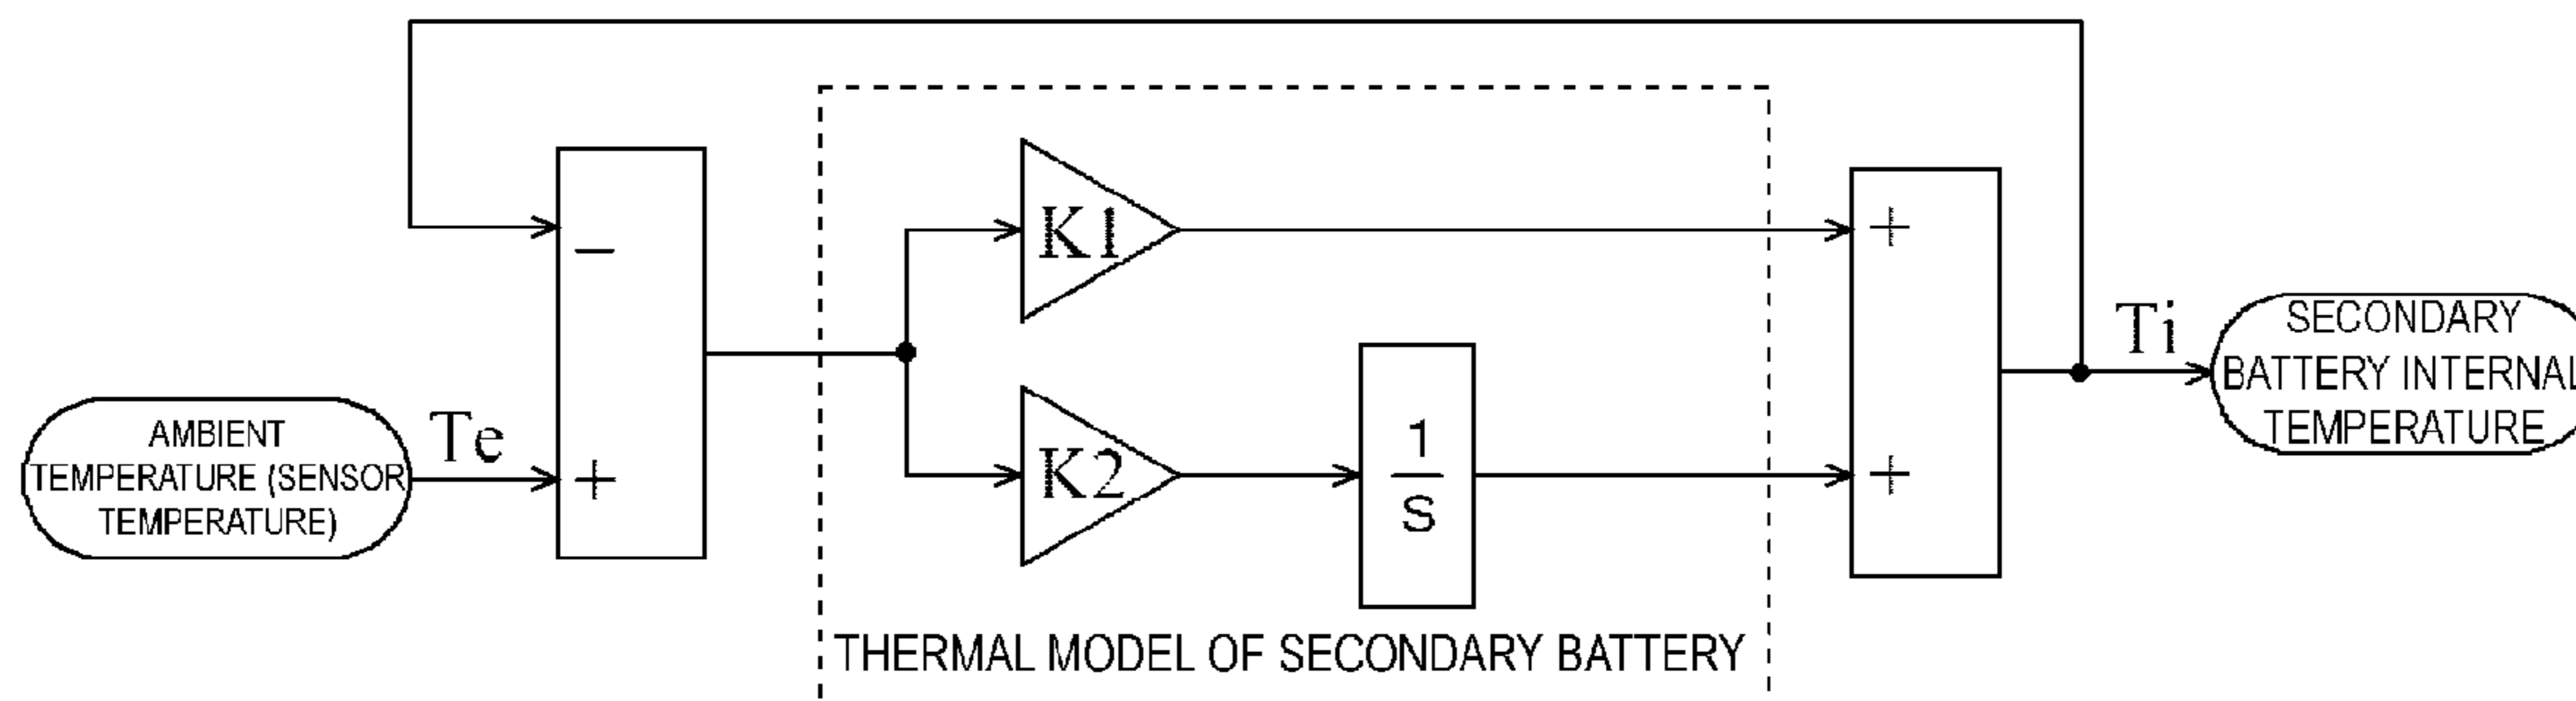 K1
−
+
AMBIENT
TEMPERATURE (SENSOR
TEMPERATURE)
Te
+
K2
1
s
+
+
Ti
SECONDARY
BATTERY INTERNAL
TEMPERATURE
THERMAL MODEL OF SECONDARY BATTERY